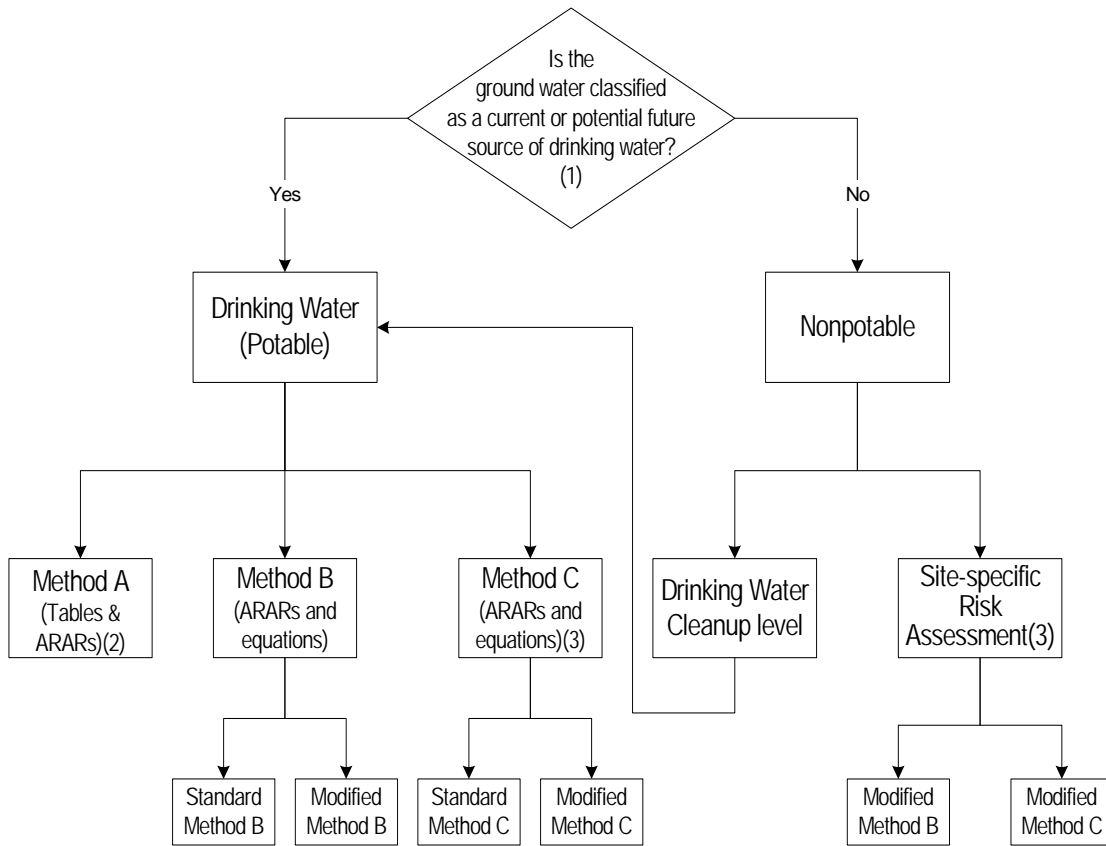 Is the
ground water classified
as a current or potential future
source of drinking water?
(1)
Yes
No
Drinking Water
(Potable)
Nonpotable
Method A
(Tables &
ARARs)(2)
Method B
(ARARs and
equations)
Method C
(ARARs and
equations)(3)
Drinking Water
Cleanup level
Site-specific
Risk
Assessment(3)
Standard
Method B
Modified
Method B
Standard
Method C
Modified
Method C
Modified
Method B
Modified
Method C